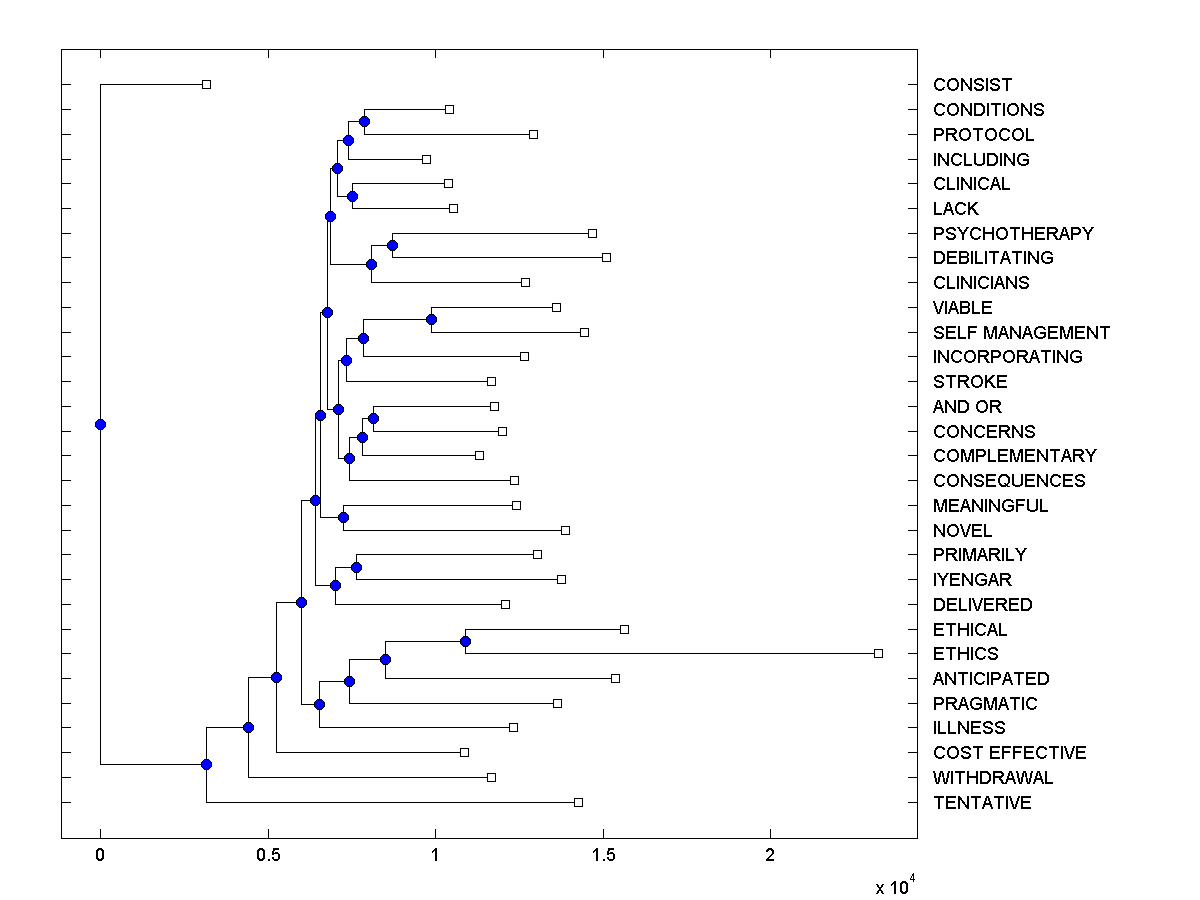 CONSIST
CONDITIONS
PROTOCOL
INCLUDING
CLINICAL
LACK
PSYCHOTHERAPY
DEBILITATING
CLINICIANS
VIABLE
SELF MANAGEMENT
INCORPORATING
STROKE
AND OR
CONCERNS
COMPLEMENTARY
CONSEQUENCES
MEANINGFUL
NOVEL
PRIMARILY
IYENGAR
DELIVERED
ETHICAL
ETHICS
ANTICIPATED
PRAGMATIC
ILLNESS
COST EFFECTIVE
WITHDRAWAL
TENTATIVE
0 0.5 1 1.5 2
x 10^4